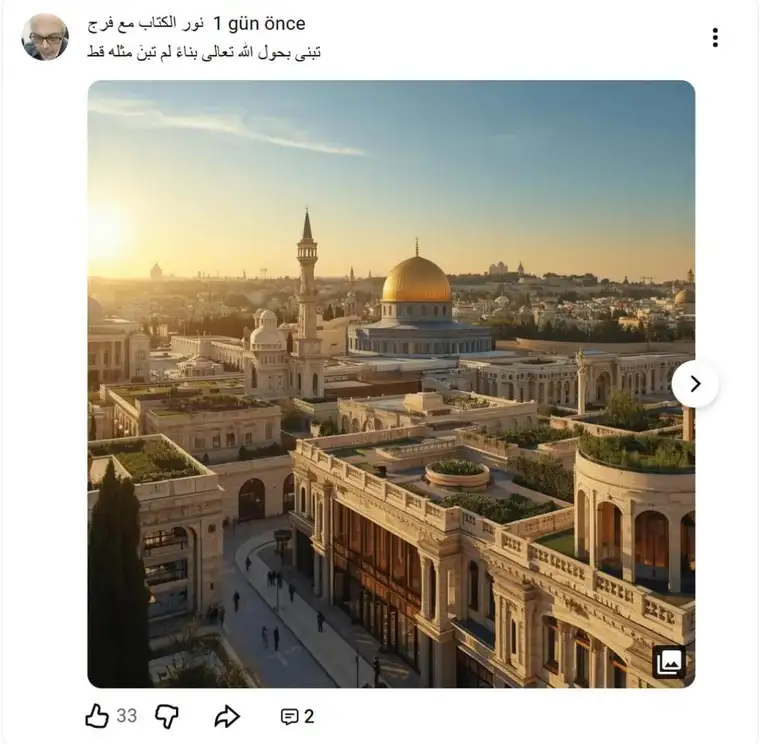 نور الكتاب مع فرج 1 gün önce
تبنى بحول الله تعالى بناءً لم تبنَ مثله قط
33
2